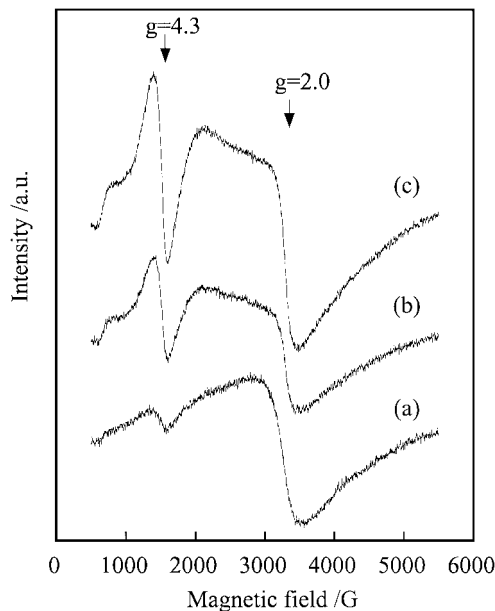 g=4.3
g=2.0
(c)
(b)
(a)
Intensity /a.u.
0 1000 2000 3000 4000 5000 6000
Magnetic field /G